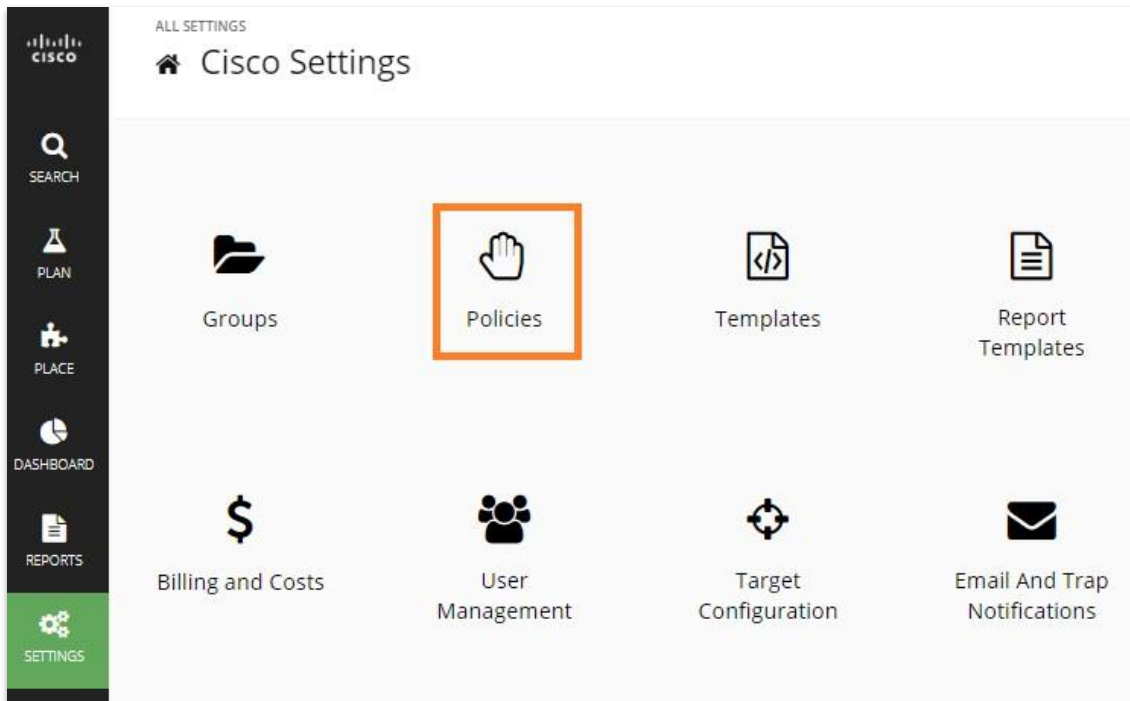 cisco
SEARCH
PLAN
PLACE
DASHBOARD
REPORTS
SETTINGS
ALL SETTINGS
Cisco Settings
Groups
Policies
Templates
Report
Templates
Billing and Costs
User
Management
Target
Configuration
Email And Trap
Notifications